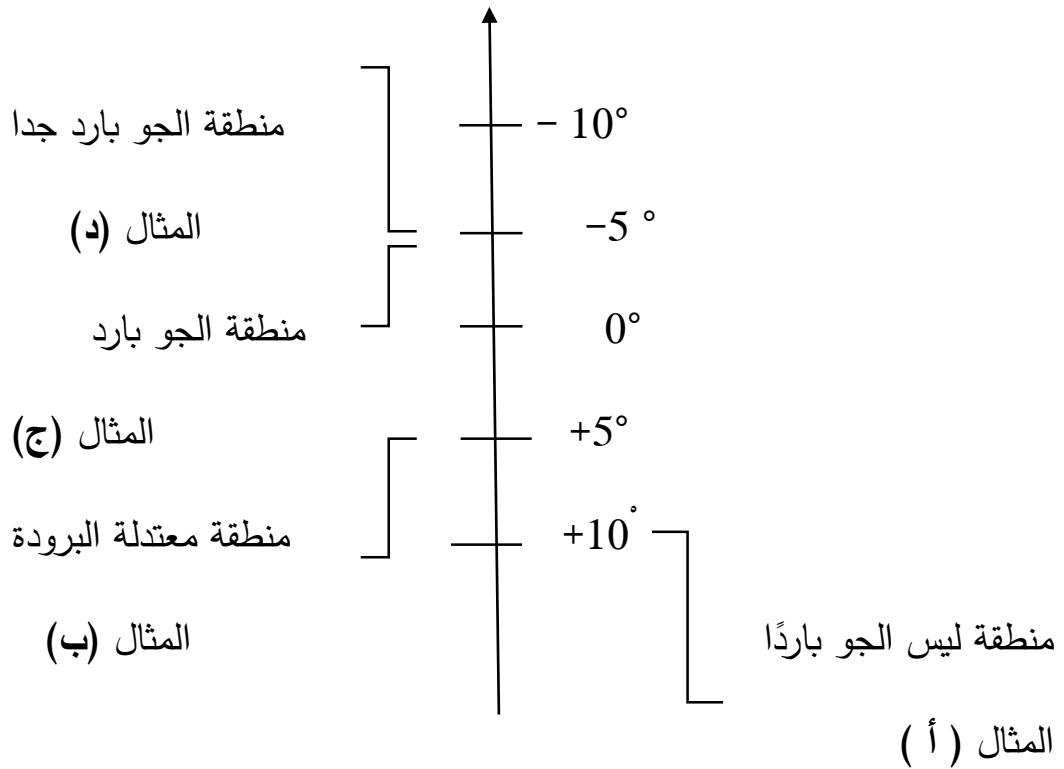 منطقة الجو بارد جدا
− 10°
المثال (د)
−5 °
منطقة الجو بارد
0°
المثال (ج)
+5°
منطقة معتدلة البرودة
+10°
المثال (ب)
منطقة ليس الجو باردًا
المثال ( أ )